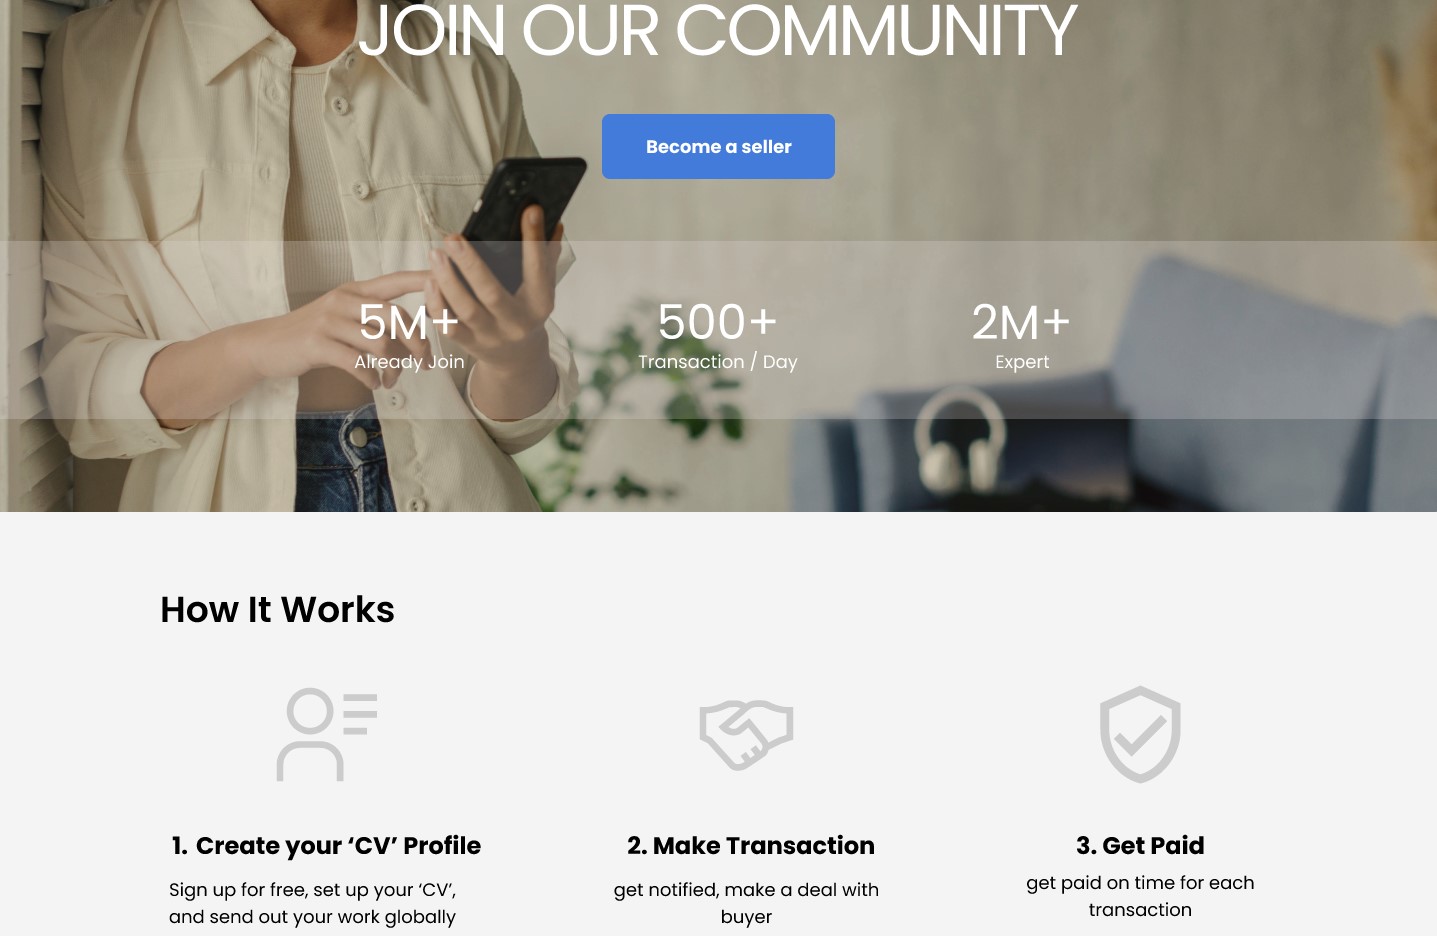 JOIN OUR COMMUNITY
Become a seller
5M+
Already Join
500+
Transaction / Day
2M+
Expert
How It Works
1. Create your ‘CV’ Profile
Sign up for free, set up your ‘CV’,
and send out your work globally
2. Make Transaction
get notified, make a deal with
buyer
3. Get Paid
get paid on time for each
transaction